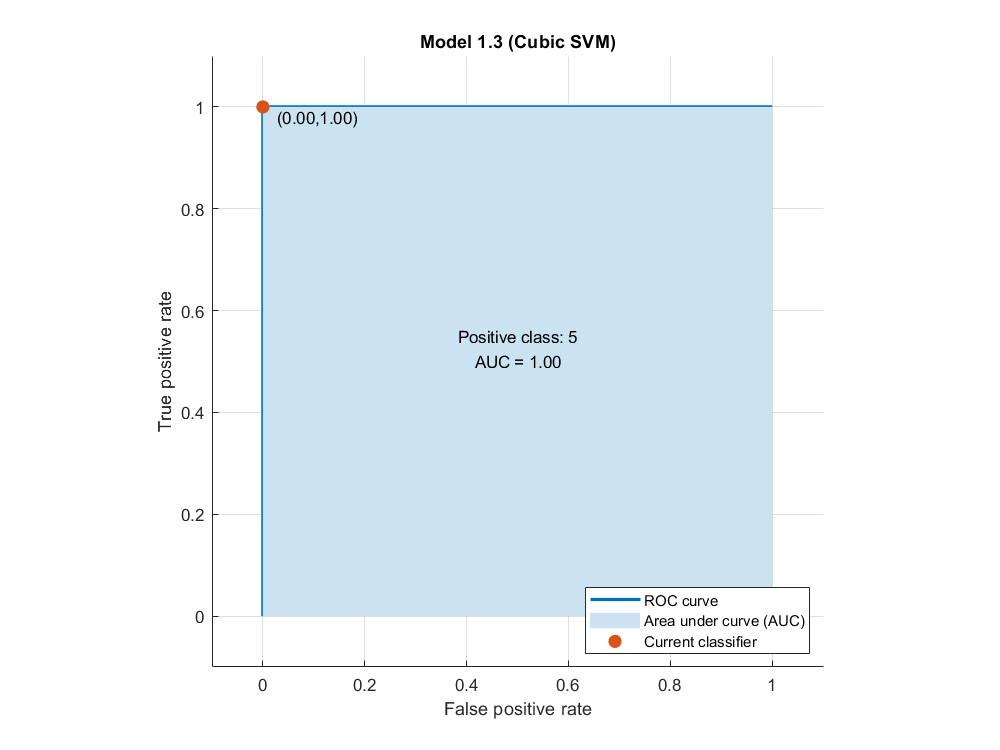 Model 1.3 (Cubic SVM)
1
(0.00,1.00)
0.8
0.6
Positive class: 5
AUC = 1.00
True positive rate
0.4
0.2
0
ROC curve
Area under curve (AUC)
Current classifier
0 0.2 0.4 0.6 0.8 1
False positive rate